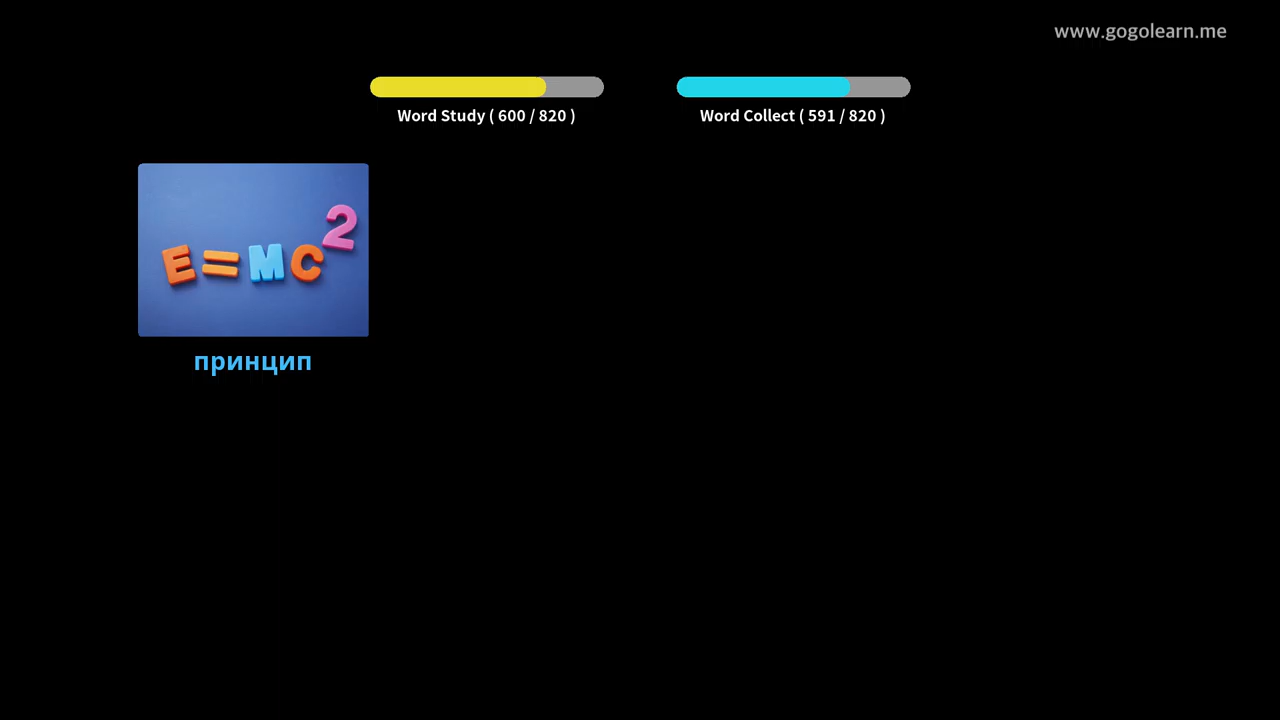 www.gogolearn.me
Word Study ( 600 / 820 )
Word Collect ( 591 / 820 )
E=MC2
принцип